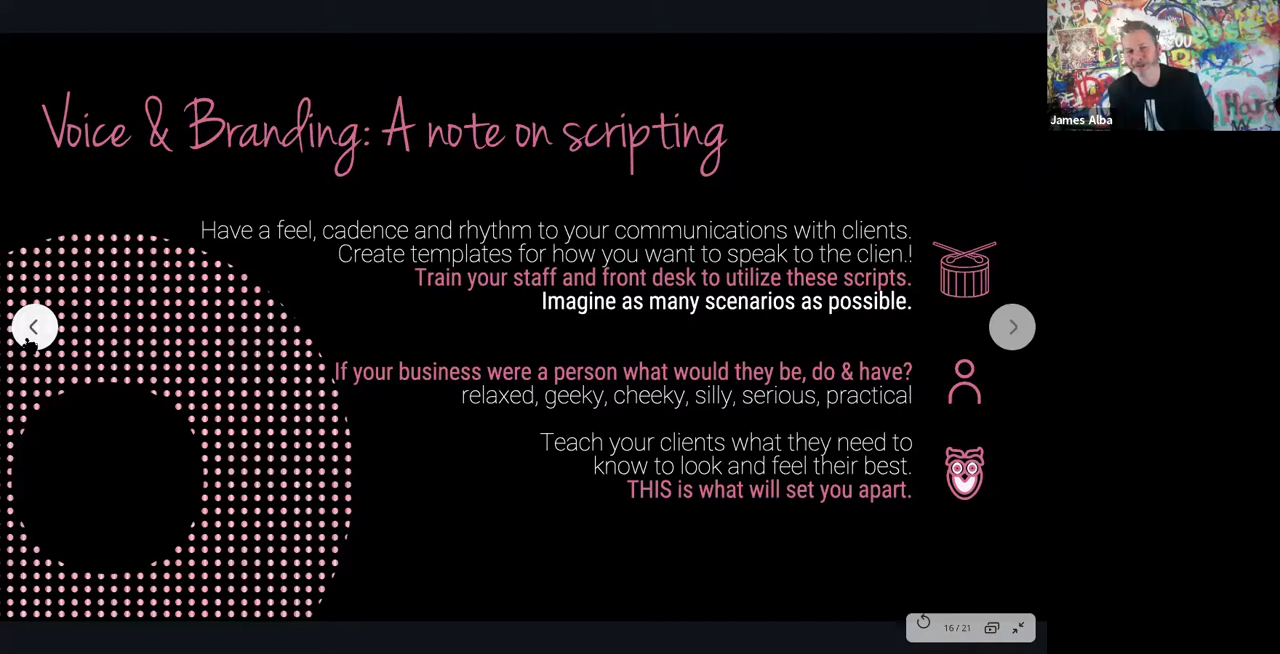 Voice & Branding: A note on scripting
Have a feel, cadence and rhythm to your communications with clients.
Create templates for how you want to speak to the clien.!
Train your staff and front desk to utilize these scripts.
Imagine as many scenarios as possible.
If your business were a person what would they be, do & have?
relaxed, geeky, cheeky, silly, serious, practical
Teach your clients what they need to
know to look and feel their best.
THIS is what will set you apart.
James Alba
16 / 21